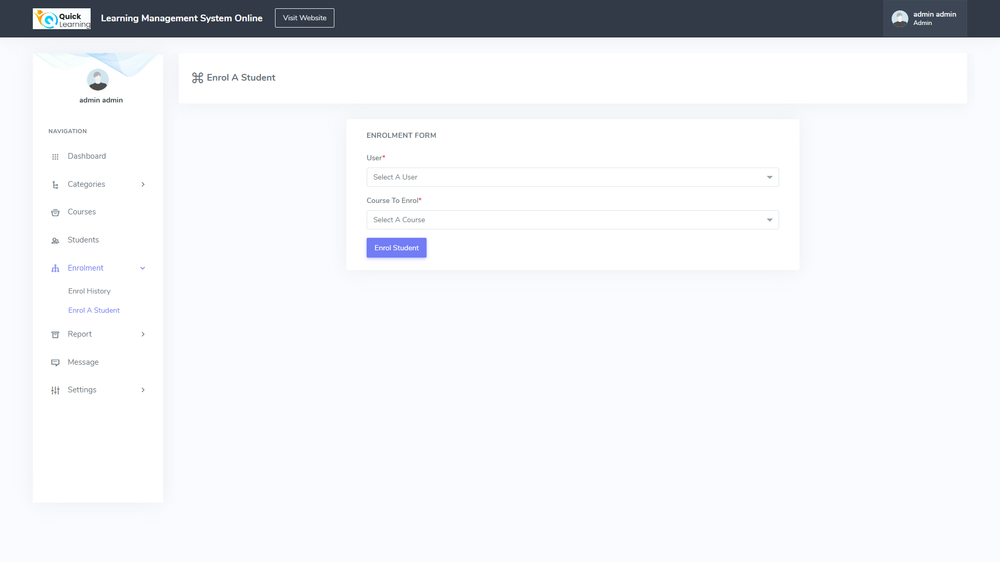 Quick
Learning
Learning Management System Online
Visit Website
admin admin
Admin
admin admin
NAVIGATION
Dashboard
Categories
Courses
Students
Enrolment
Enrol History
Enrol A Student
Report
Message
Settings
Enrol A Student
ENROLMENT FORM
User*
Select A User
Course To Enrol*
Select A Course
Enrol Student